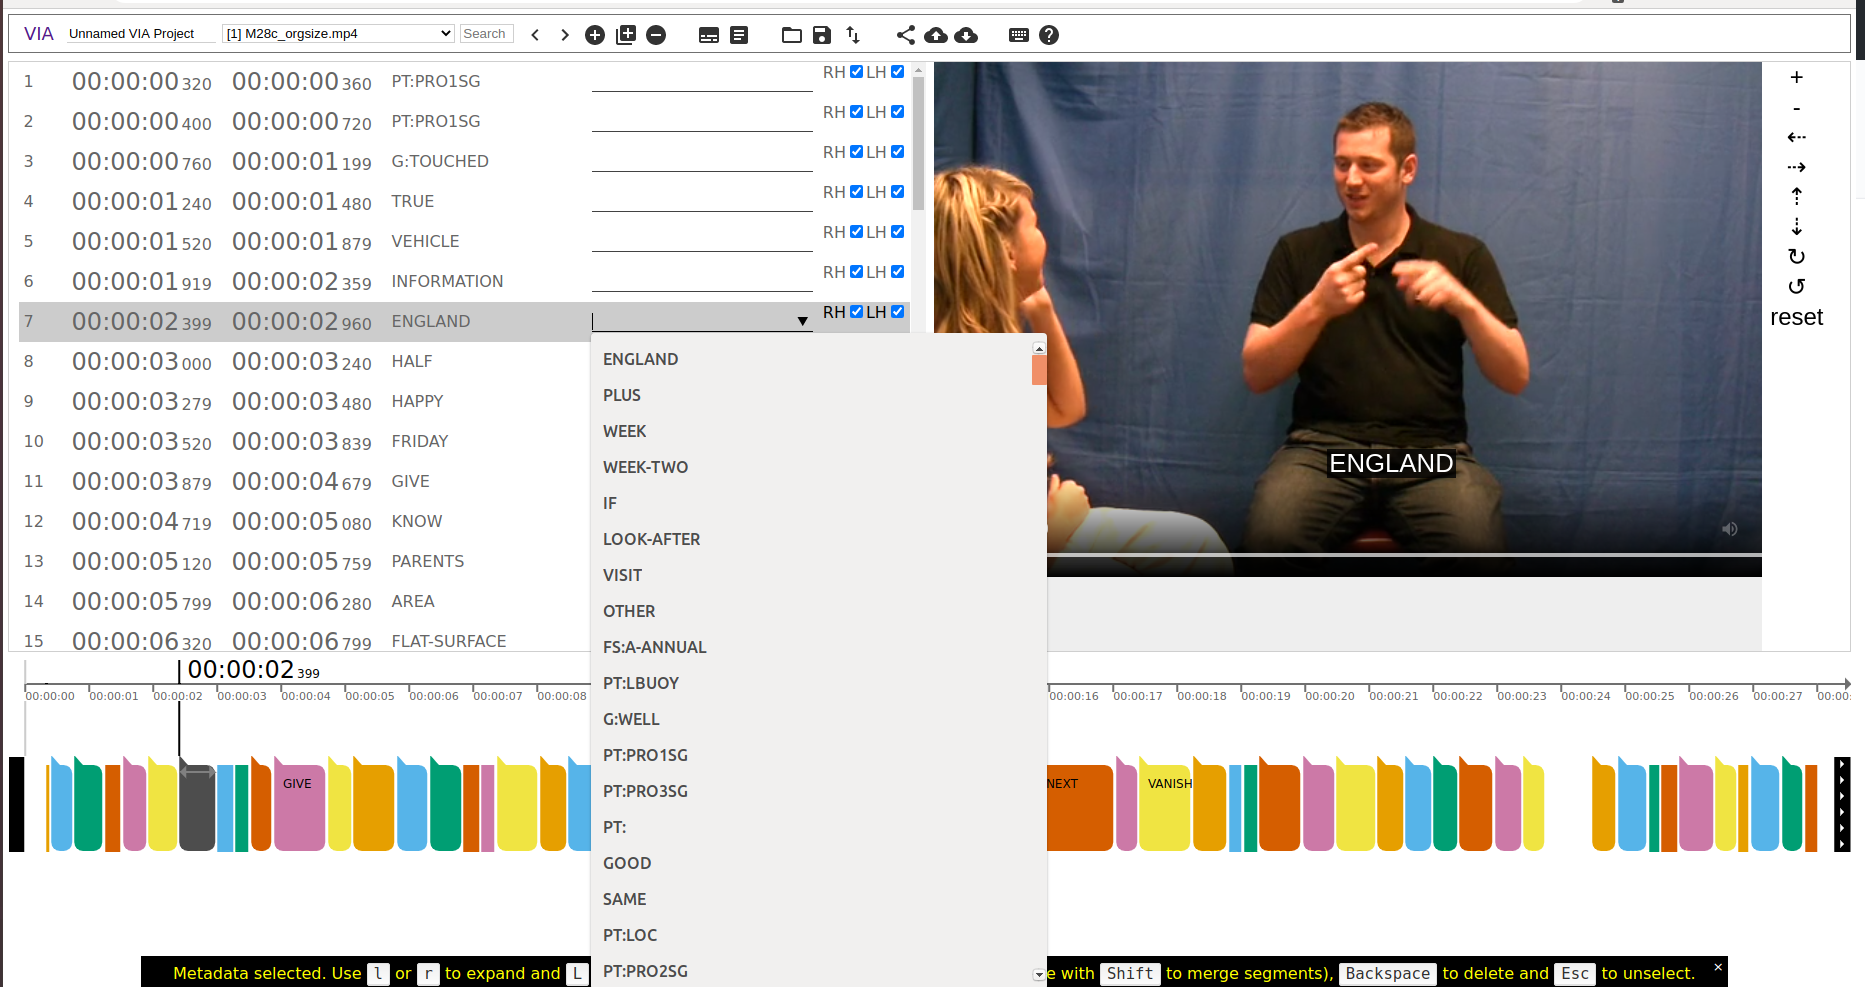 VIA Unnamed VIA Project [1] M28c_orgsize.mp4 Search
1 00:00:00 320 00:00:00 360 PT:PRO1SG RH LH
2 00:00:00 400 00:00:00 720 PT:PRO1SG RH LH
3 00:00:00 760 00:00:01 199 G:TOUCHED RH LH
4 00:00:01 240 00:00:01 480 TRUE RH LH
5 00:00:01 520 00:00:01 879 VEHICLE RH LH
6 00:00:01 919 00:00:02 359 INFORMATION RH LH
7 00:00:02 399 00:00:02 960 ENGLAND RH LH
8 00:00:03 000 00:00:03 240 HALF
9 00:00:03 279 00:00:03 480 HAPPY
10 00:00:03 520 00:00:03 839 FRIDAY
11 00:00:03 879 00:00:04 679 GIVE
12 00:00:04 719 00:00:05 080 KNOW
13 00:00:05 120 00:00:05 759 PARENTS
14 00:00:05 799 00:00:06 280 AREA
15 00:00:06 320 00:00:06 799 FLAT-SURFACE
ENGLAND
PLUS
WEEK
WEEK-TWO
IF
LOOK-AFTER
VISIT
OTHER
FS:A-ANNUAL
PT:LBUOY
G:WELL
PT:PRO1SG
PT:PRO3SG
PT:
GOOD
SAME
PT:LOC
PT:PRO2SG
ENGLAND
+
-
reset
00:00:02 399
00:00:00 00:00:01 00:00:02 00:00:03 00:00:04 00:00:05 00:00:06 00:00:07 00:00:08 00:00:16 00:00:17 00:00:18 00:00:19 00:00:20 00:00:21 00:00:22 00:00:23 00:00:24 00:00:25 00:00:26 00:00:27 00:00:
GIVE NEXT VANISH
Metadata selected. Use l or r to expand and L e with Shift to merge segments), Backspace to delete and Esc to unselect. ×